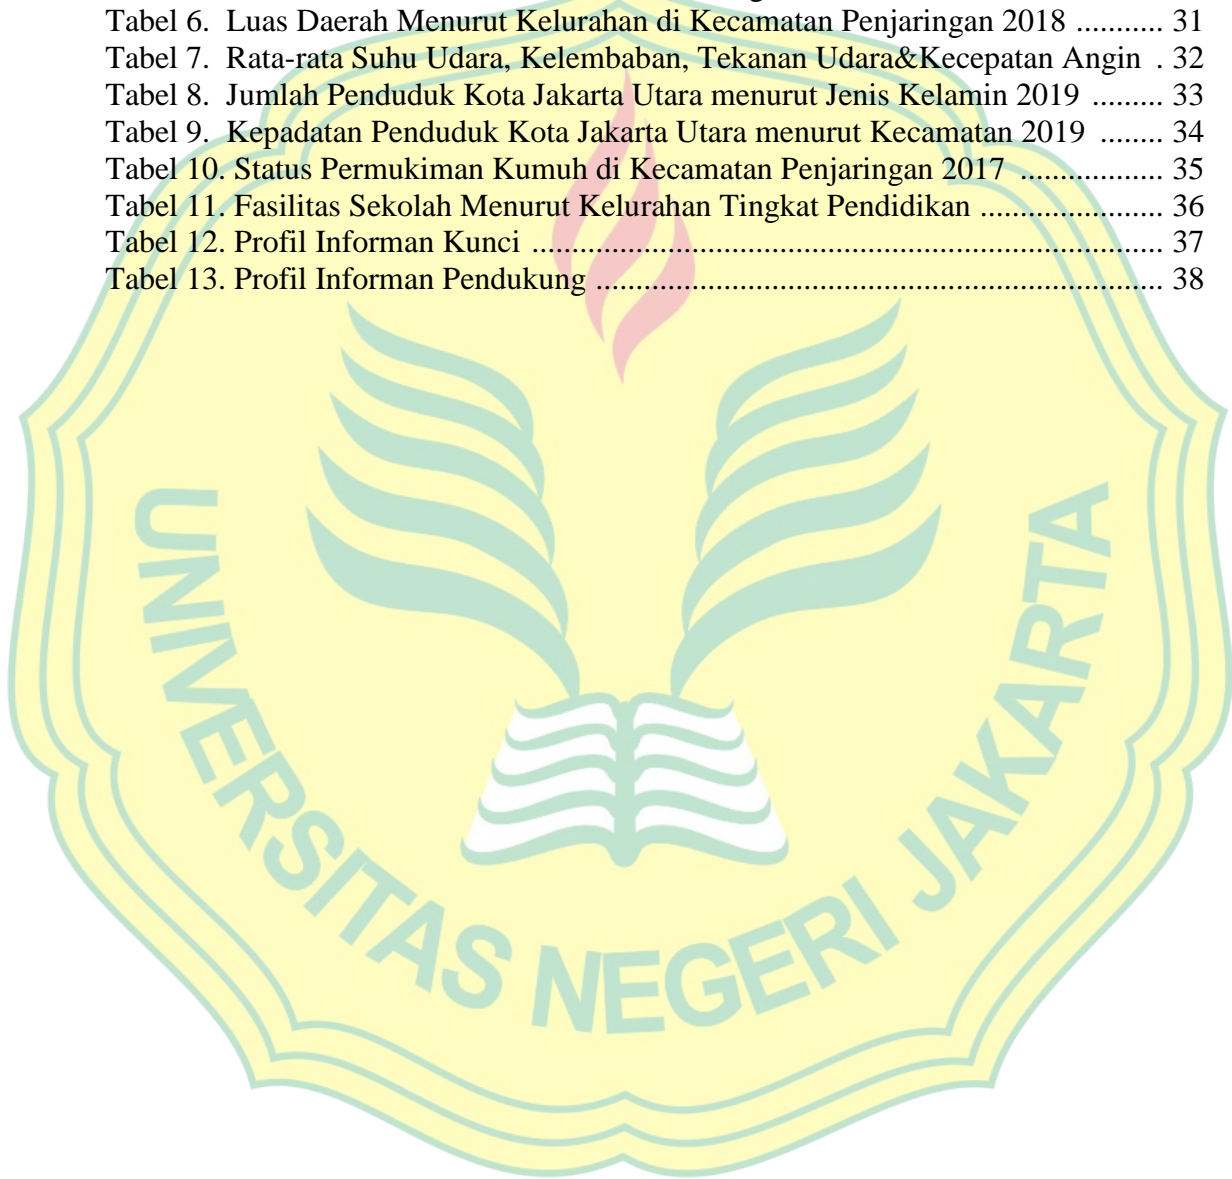 Tabel 6. Luas Daerah Menurut Kelurahan di Kecamatan Penjaringan 2018 ........... 31
Tabel 7. Rata-rata Suhu Udara, Kelembaban, Tekanan Udara&Kecepatan Angin . 32
Tabel 8. Jumlah Penduduk Kota Jakarta Utara menurut Jenis Kelamin 2019 ......... 33
Tabel 9. Kepadatan Penduduk Kota Jakarta Utara menurut Kecamatan 2019 ........ 34
Tabel 10. Status Permukiman Kumuh di Kecamatan Penjaringan 2017 .................. 35
Tabel 11. Fasilitas Sekolah Menurut Kelurahan Tingkat Pendidikan ....................... 36
Tabel 12. Profil Informan Kunci ................................................................................ 37
Tabel 13. Profil Informan Pendukung ........................................................................ 38
UNIVERSITAS NEGERI JAKARTA